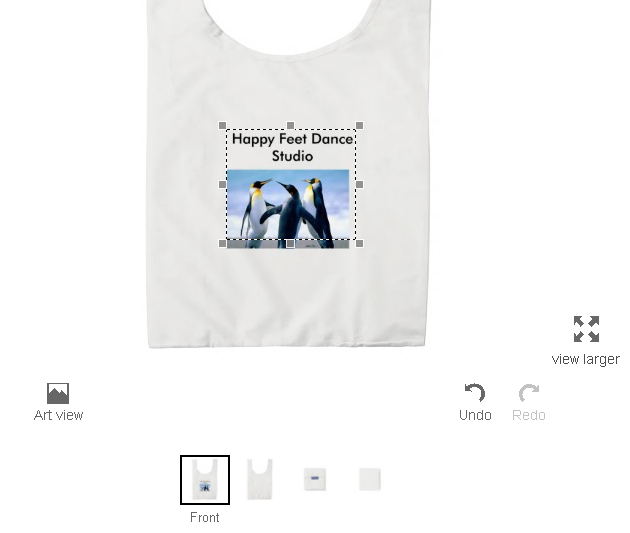 Happy Feet Dance
Studio
view larger
Art view
Undo
Redo
Front